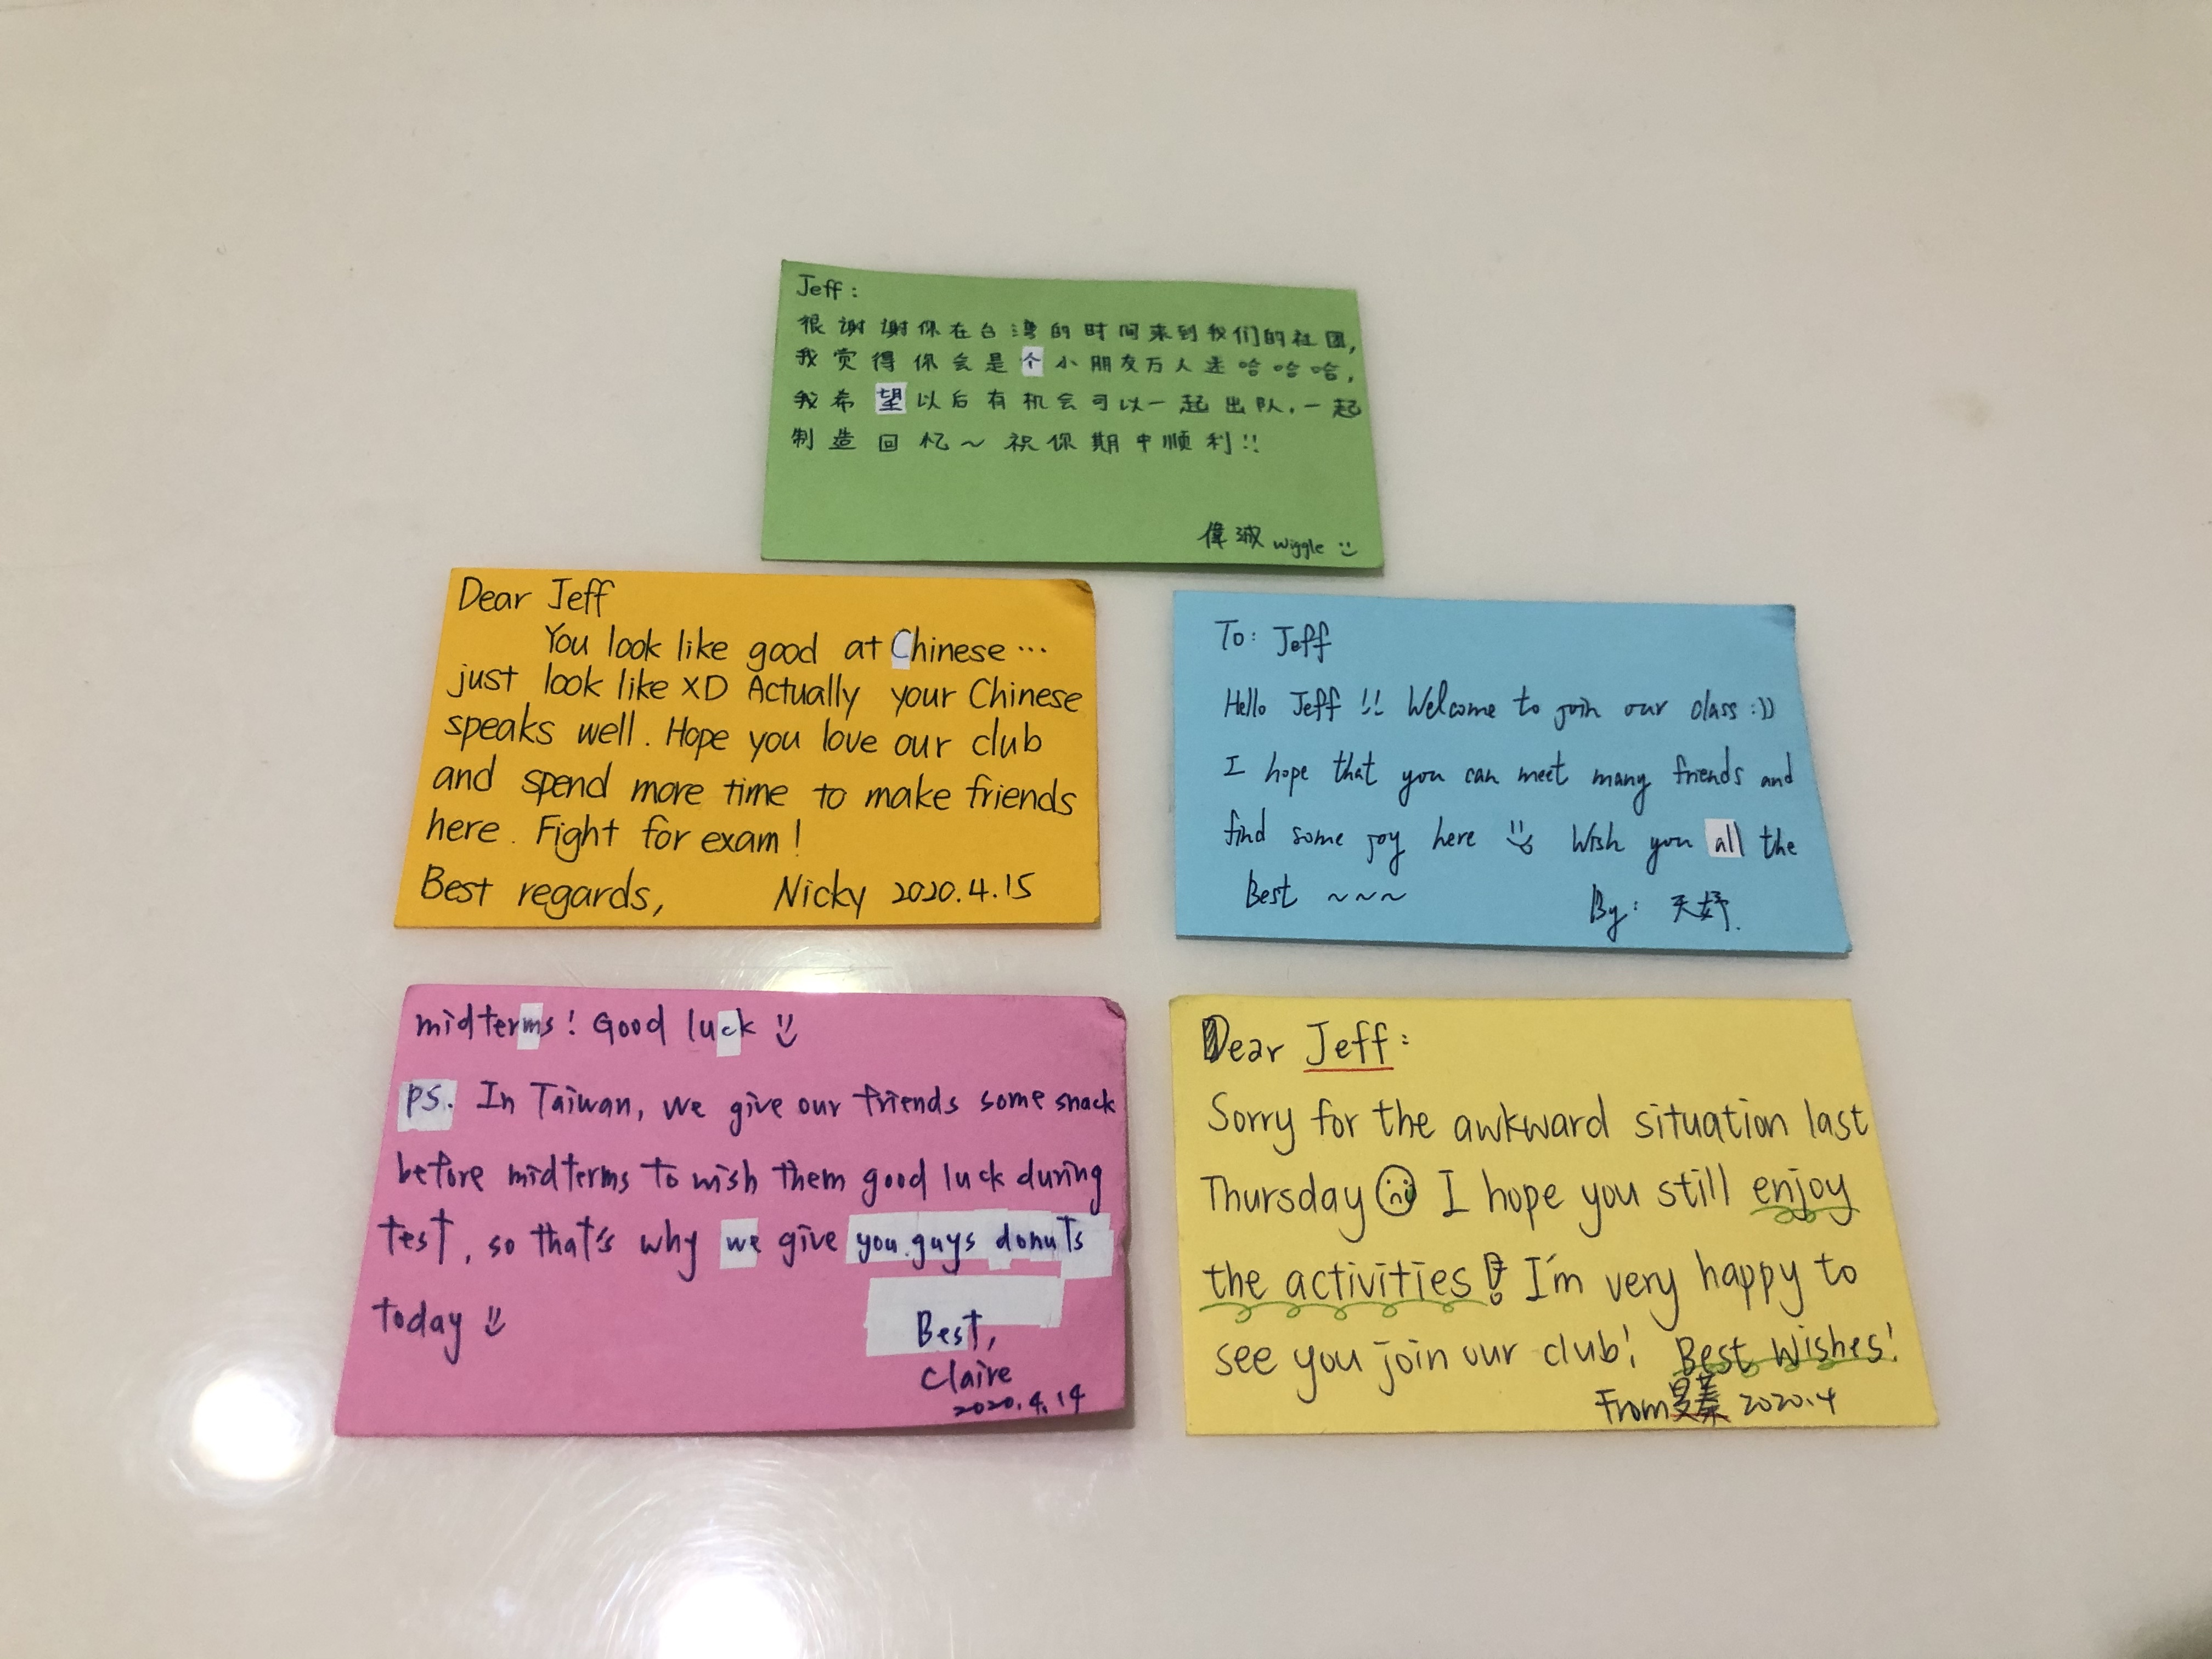 Jeff:
很谢谢你在台湾的时间来到我们的社团,
我觉得你会是个小朋友万人迷哈哈哈,
我希望以后有机会可以一起出队,一起
制造回忆~祝你期中顺利!!
偉淑 wiggle
Dear Jeff
You look like good at Chinese...
just look like XD Actually your Chinese
speaks well. Hope you love our club
and spend more time to make friends
here. Fight for exam!
Best regards, Nicky 2020.4.15
To: Jeff
Hello Jeff!! Welcome to join our class :))
I hope that you can meet many friends and
find some joy here Wish you all the
Best ~~~ By: 天妤.
midterms! Good luck
PS. In Taiwan, we give our friends some snack
before midterms to wish them good luck during
test, so that's why we give you guys donuts
today
Best,
Claire
2020.4.14
Dear Jeff:
Sorry for the awkward situation last
Thursday I hope you still enjoy
the activities! I'm very happy to
see you join our club! Best Wishes!
From 2020.4